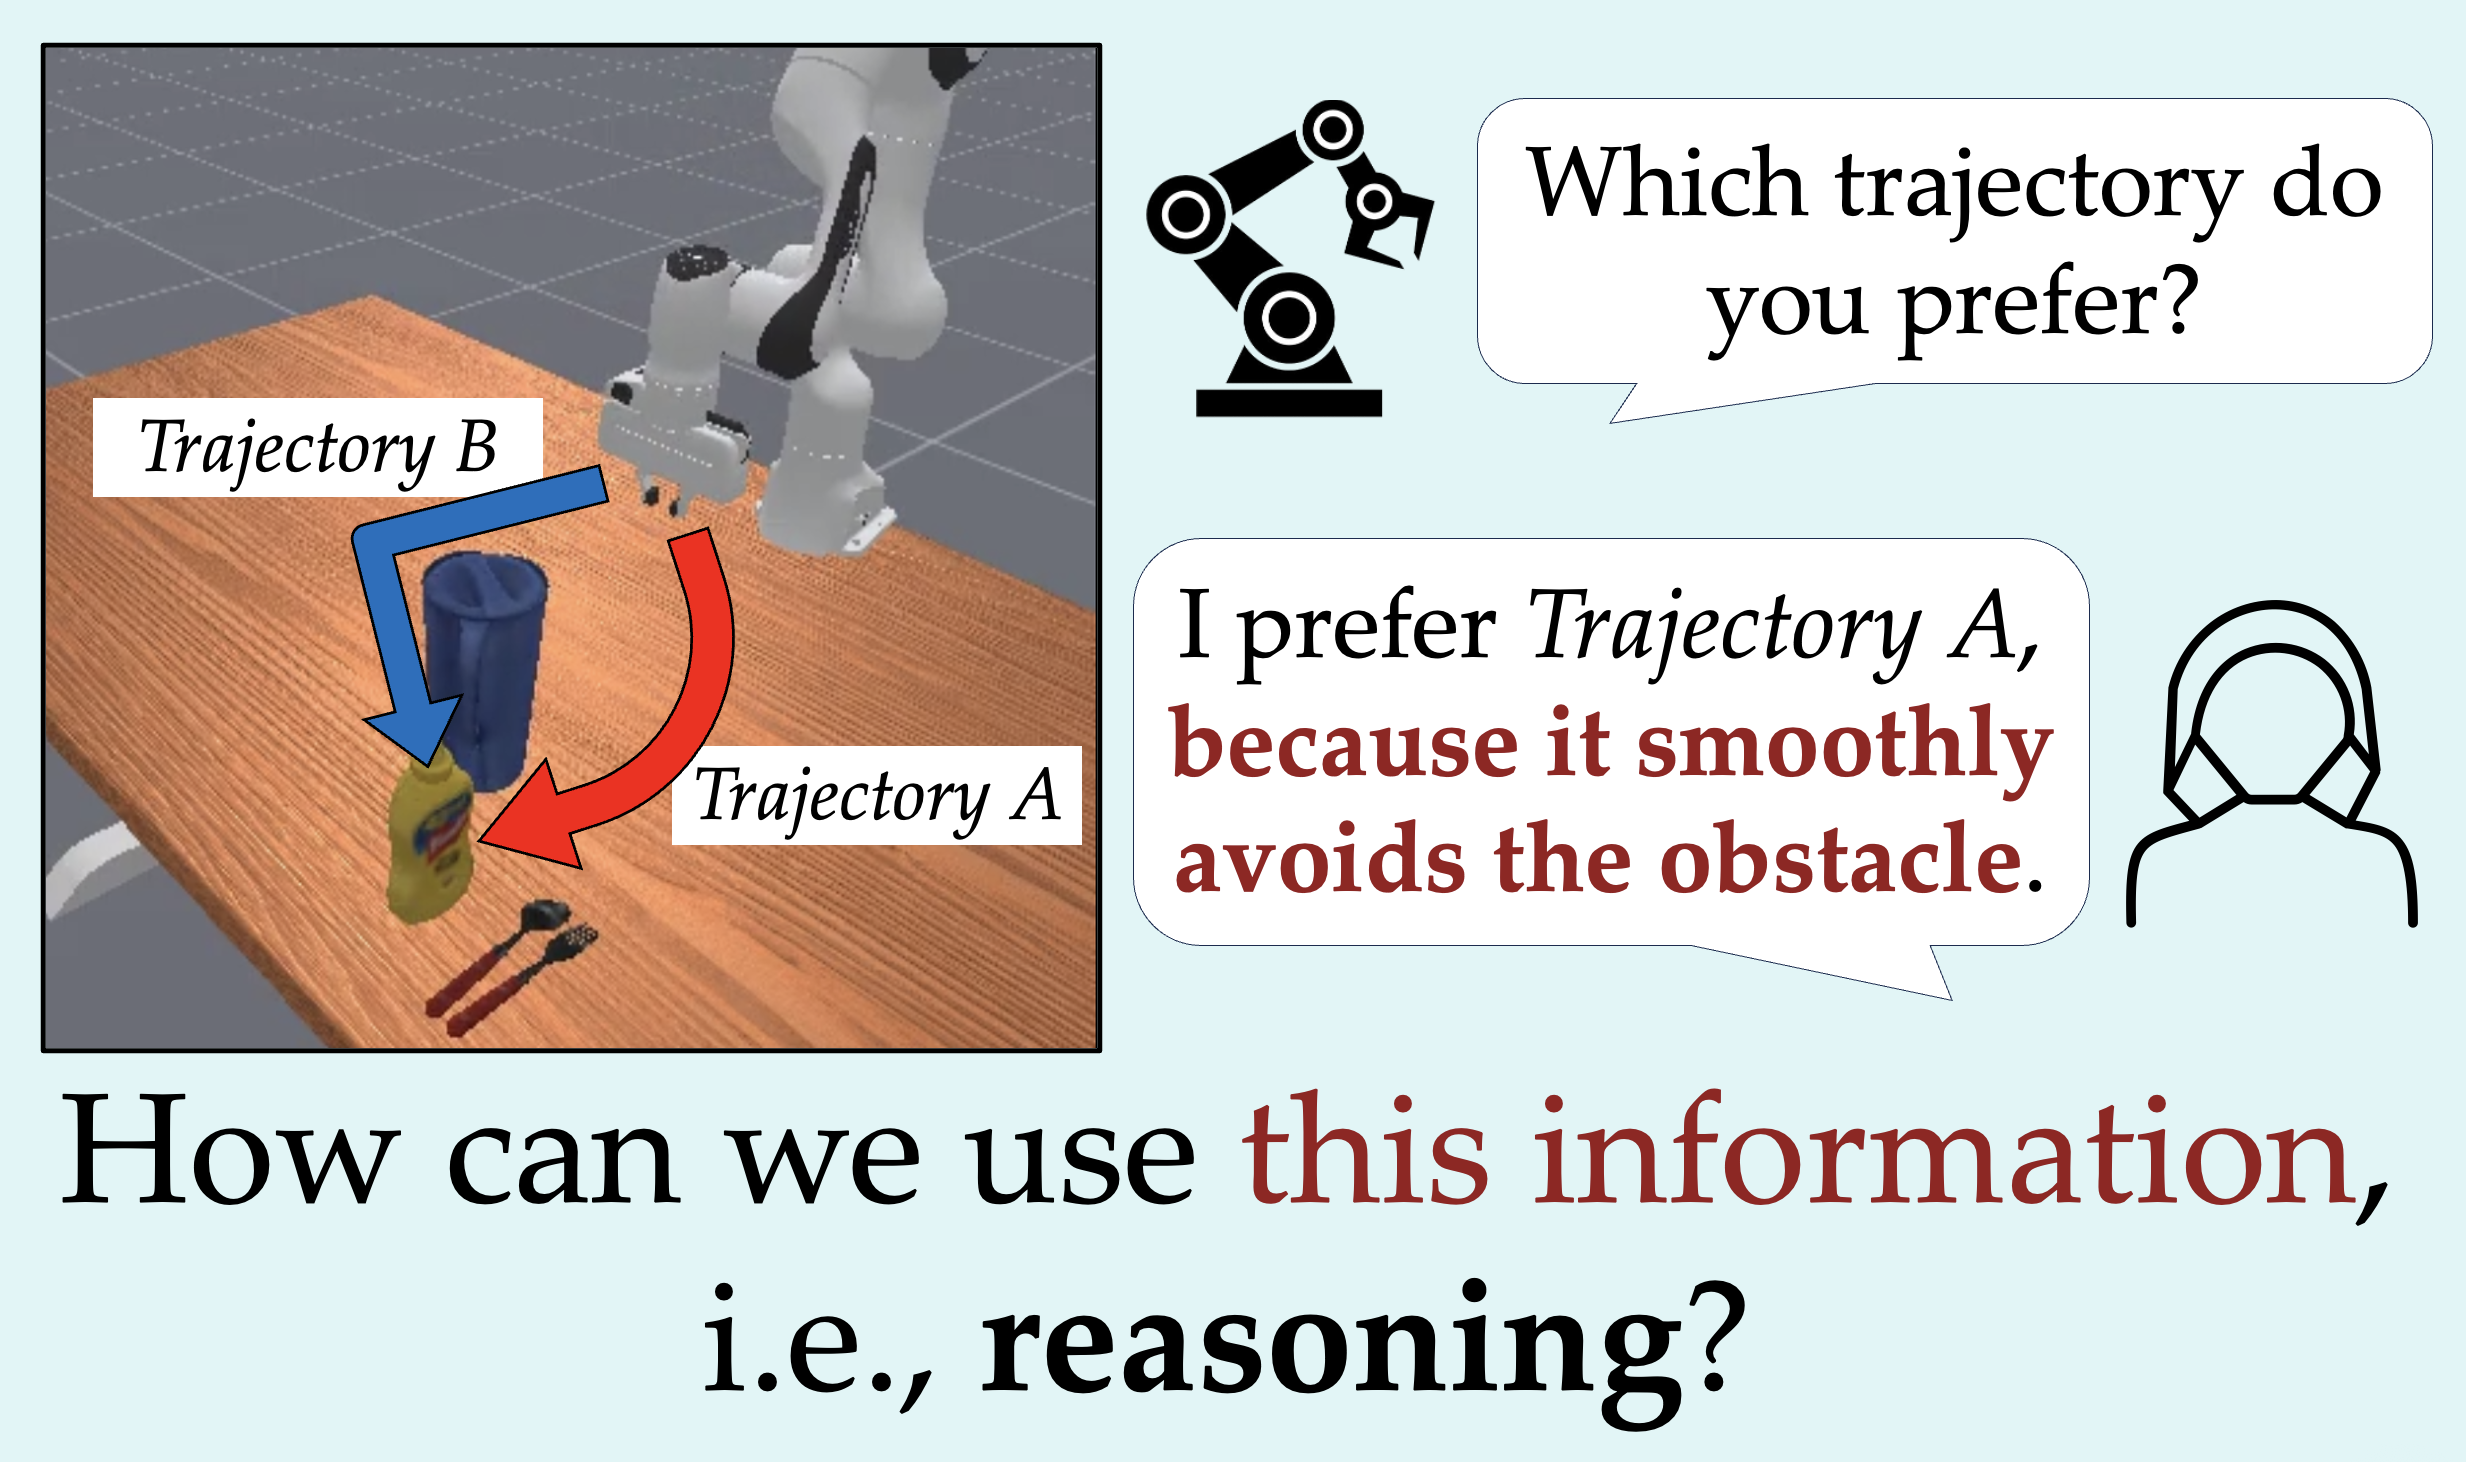 Trajectory B
Trajectory A
Which trajectory do
you prefer?
I prefer Trajectory A,
because it smoothly
avoids the obstacle.
How can we use this information,
i.e., reasoning?